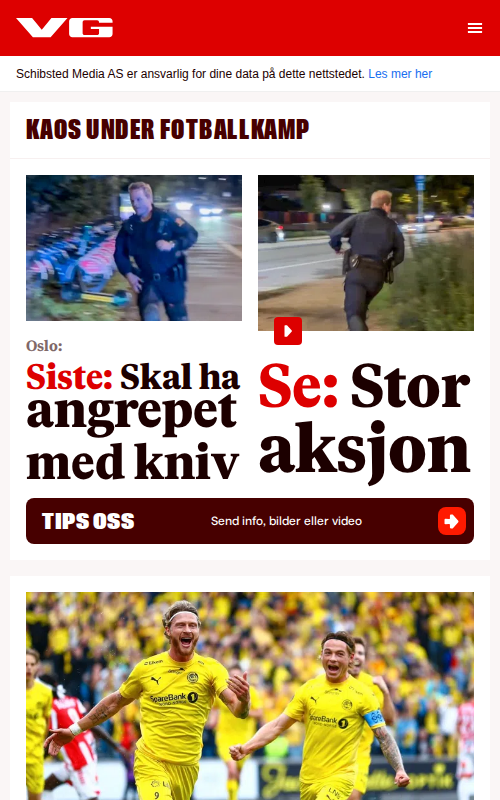 VG
Schibsted Media AS er ansvarlig for dine data på dette nettstedet. Les mer her
KAOS UNDER FOTBALLKAMP
Oslo:
Siste: Skal ha
angrepet
med kniv
Se: Stor
aksjon
TIPS OSS
Send info, bilder eller video
SpareBank 1
SpareBank 1
9